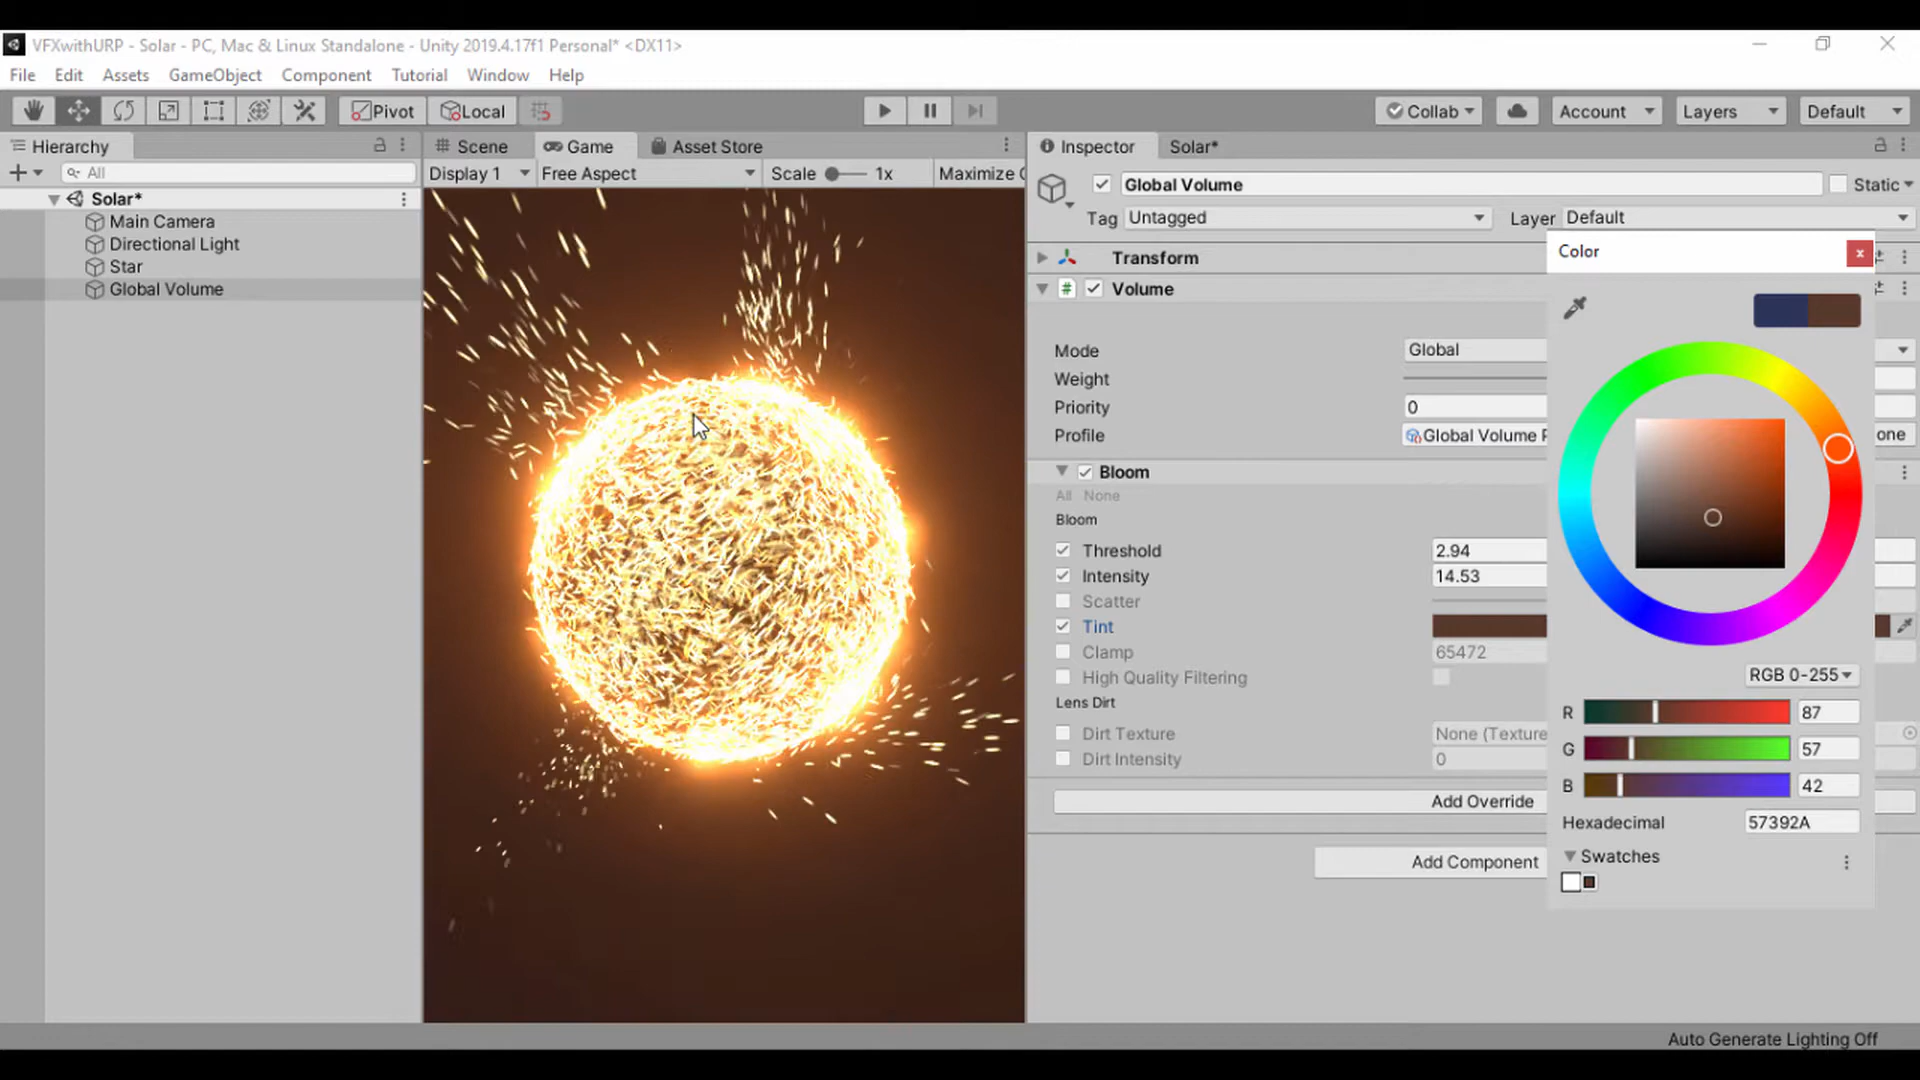 VFXwithURP - Solar - PC, Mac & Linux Standalone - Unity 2019.4.17f1 Personal* <DX11>
File Edit Assets GameObject Component Tutorial Window Help
Pivot Local Collab Account Layers Default
Hierarchy
All
Solar*
Main Camera
Directional Light
Star
Global Volume
Scene Game Asset Store
Display 1 Free Aspect Scale 1x Maximize
Inspector Solar*
Global Volume Static
Tag Untagged Layer Default
Transform
Volume
Mode Global
Weight
Priority 0
Profile Global Volume one
Bloom
All None
Bloom
Threshold 2.94
Intensity 14.53
Scatter
Tint
Clamp 65472
High Quality Filtering
Lens Dirt
Dirt Texture None (Texture
Dirt Intensity 0
Add Override
Add Component
Color
x
RGB 0-255
R 87
G 57
B 42
Hexadecimal 57392A
Swatches
Auto Generate Lighting Off